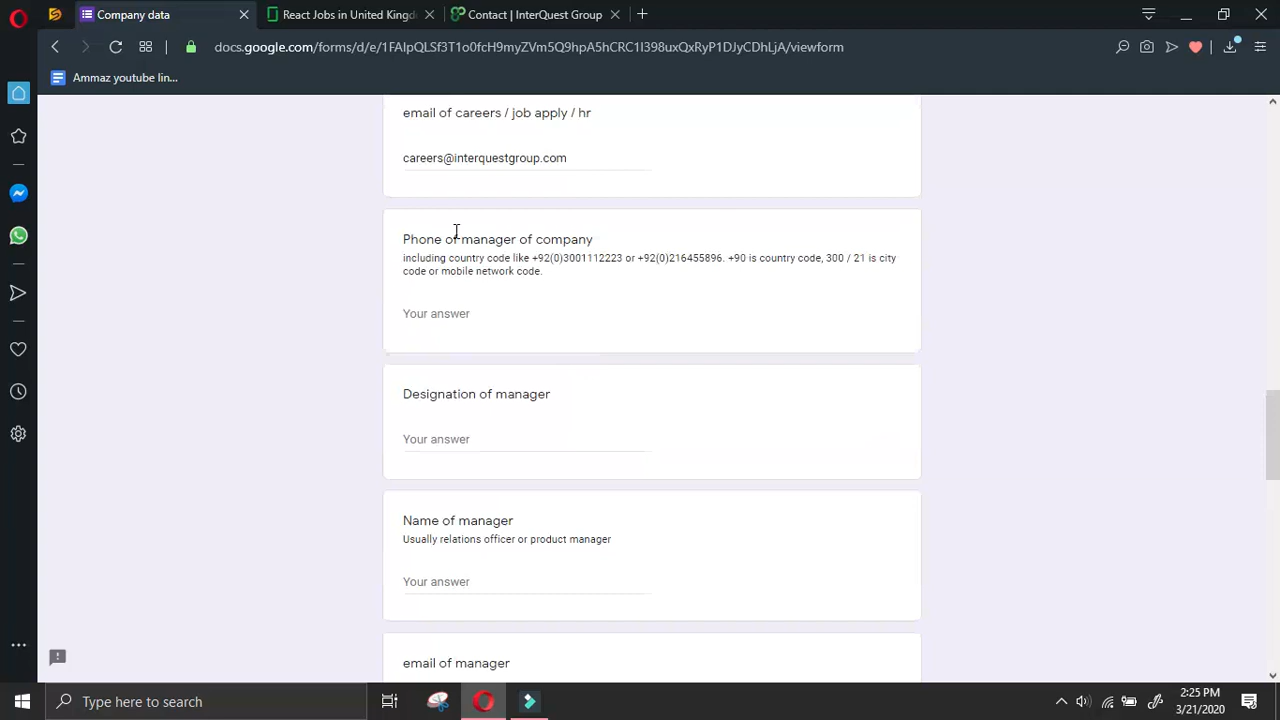 Company data
React Jobs in United Kingd
Contact | InterQuest Group
docs.google.com/forms/d/e/1FAIpQLSf3T1o0fcH9myZVm5Q9hpA5hCRC1l398uxQxRyP1DJyCDhLjA/viewform
Ammaz youtube lin...
email of careers / job apply / hr
careers@interquestgroup.com
Phone of manager of company
including country code like +92(0)3001112223 or +92(0)216455896. +90 is country code, 300 / 21 is city
code or mobile network code.
Your answer
Designation of manager
Your answer
Name of manager
Usually relations officer or product manager
Your answer
email of manager
Type here to search
2:25 PM
3/21/2020